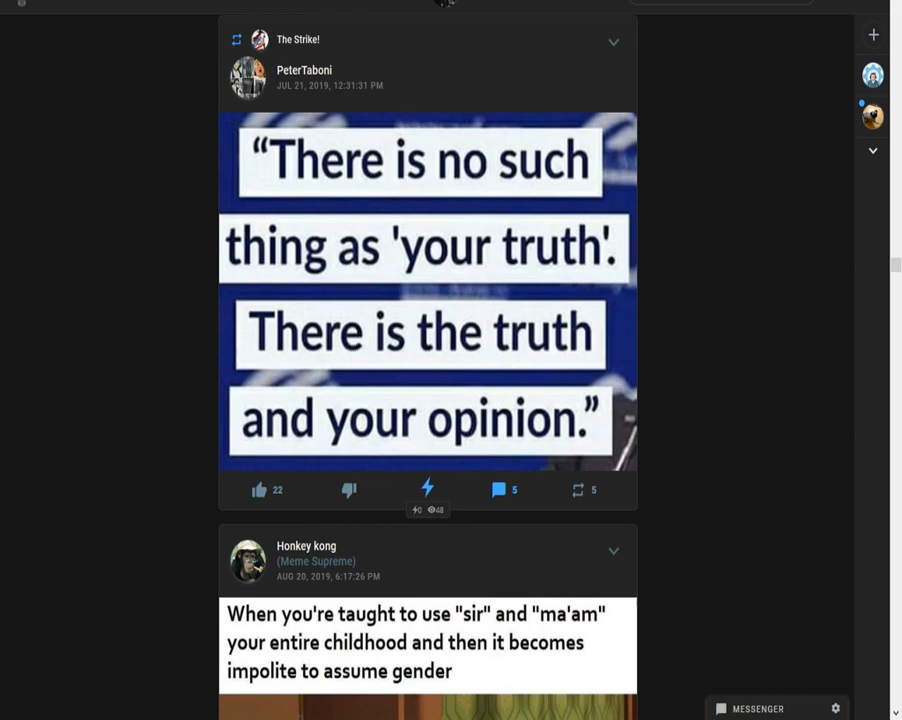 The Strike!
PeterTaboni
JUL 21, 2019, 12:31:31 PM
“There is no such
thing as 'your truth'.
There is the truth
and your opinion.”
22
5
5
0 48
Honkey kong
(Meme Supreme)
AUG 20, 2019, 6:17:26 PM
When you're taught to use "sir" and "ma'am"
your entire childhood and then it becomes
impolite to assume gender
MESSENGER